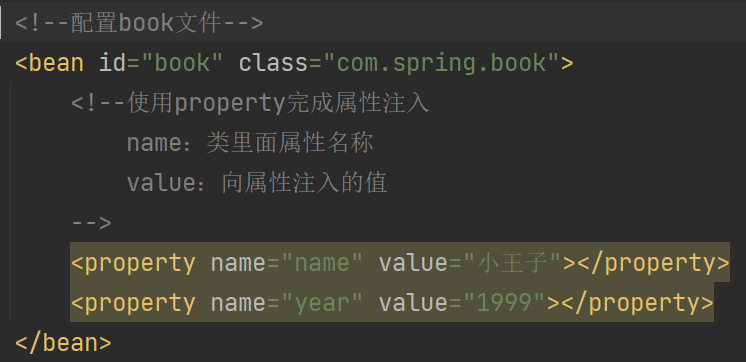 <!--配置book文件-->
<bean id="book" class="com.spring.book">
<!--使用property完成属性注入
name：类里面属性名称
value：向属性注入的值
-->
<property name="name" value="小王子"></property>
<property name="year" value="1999"></property>
</bean>